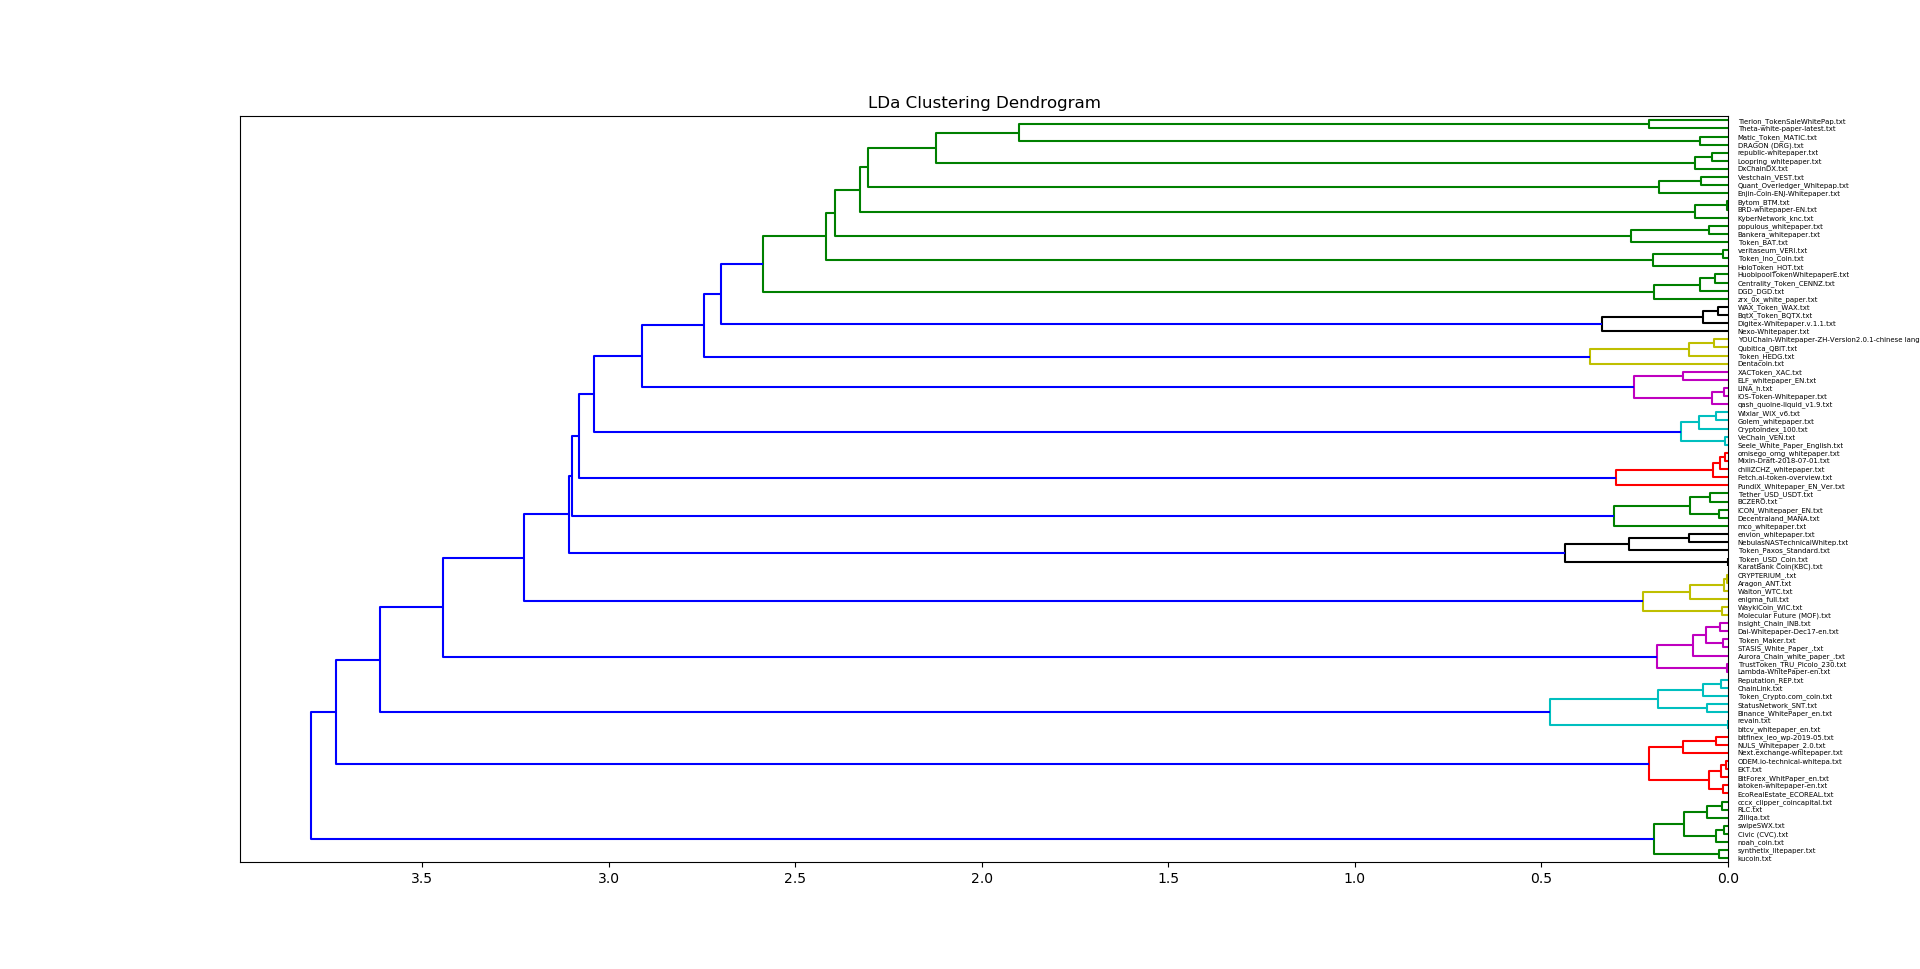 LDa Clustering Dendrogram
Tierion_TokenSaleWhitePap.txt
Theta-white-paper-latest.txt
Matic_Token_MATIC.txt
DRAGON (DRG).txt
republic-whitepaper.txt
Loopring_whitepaper.txt
DxChainDX.txt
Vestchain_VEST.txt
Quant_Overledger_Whitepap.txt
Enjin-Coin-ENJ-Whitepaper.txt
Bytom_BTM.txt
BRD-whitepaper-EN.txt
KyberNetwork_knc.txt
populous_whitepaper.txt
Bankera_whitepaper.txt
Token_BAT.txt
veritaseum_VERI.txt
Token_Ino_Coin.txt
HoloToken_HOT.txt
HuobipoolTokenWhitepaperE.txt
Centrality_Token_CENNZ.txt
DGD_DGD.txt
zrx_0x_white_paper.txt
WAX_Token_WAX.txt
BqtX_Token_BQTX.txt
Digitex-Whitepaper.v.1.1.txt
Nexo-Whitepaper.txt
YOUChain-Whitepaper-ZH-Version2.0.1-chinese lang
Qubitica_QBIT.txt
Token_HEDG.txt
Dentacoin.txt
XACToken_XAC.txt
ELF_whitepaper_EN.txt
LINA_h.txt
IOS-Token-Whitepaper.txt
qash_quoine-liquid_v1.9.txt
Wixlar_WIX_v6.txt
Golem_whitepaper.txt
Cryptoindex_100.txt
VeChain_VEN.txt
Seele_White_Paper_English.txt
omisego_omg_whitepaper.txt
Mixin-Draft-2018-07-01.txt
chiliZCHZ_whitepaper.txt
Fetch.ai-token-overview.txt
PundiX_Whitepaper_EN_Ver.txt
Tether_USD_USDT.txt
BCZERO.txt
ICON_Whitepaper_EN.txt
Decentraland_MANA.txt
mco_whitepaper.txt
envion_whitepaper.txt
NebulasNASTechnicalWhitep.txt
Token_Paxos_Standard.txt
Token_USD_Coin.txt
KaratBank Coin(KBC).txt
CRYPTERIUM_.txt
Aragon_ANT.txt
Walton_WTC.txt
enigma_full.txt
WaykiCoin_WIC.txt
Molecular Future (MOF).txt
Insight_Chain_INB.txt
Dai-Whitepaper-Dec17-en.txt
Token_Maker.txt
STASIS_White_Paper_.txt
Aurora_Chain_white_paper_.txt
TrustToken_TRU_Picolo_230.txt
Lambda-WhitePaper-en.txt
Reputation_REP.txt
ChainLink.txt
Token_Crypto.com_coin.txt
StatusNetwork_SNT.txt
Binance_WhitePaper_en.txt
revain.txt
bitcv_whitepaper_en.txt
bitfinex_leo_wp-2019-05.txt
NULS_Whitepaper_2.0.txt
Next.exchange-whitepaper.txt
ODEM.io-technical-whitepa.txt
EKT.txt
BitForex_WhitPaper_en.txt
latoken-whitepaper-en.txt
EcoRealEstate_ECOREAL.txt
cccx_clipper_coincapital.txt
RLC.txt
Zilliqa.txt
swipeSWX.txt
Civic (CVC).txt
noah_coin.txt
synthetix_litepaper.txt
kucoin.txt
3.5 3.0 2.5 2.0 1.5 1.0 0.5 0.0